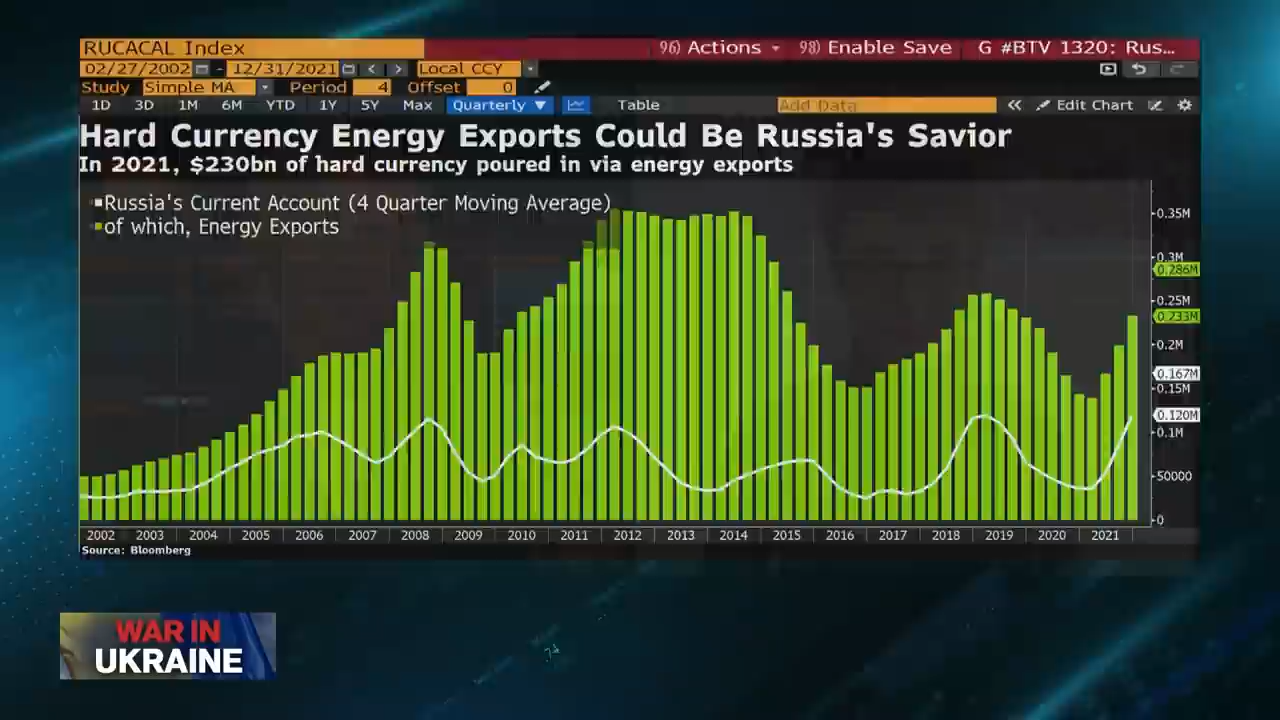 RUCACAL Index 96) Actions 98) Enable Save G #BTV 1320: Rus...
02/27/2002 - 12/31/2021 Local CCY
Study Simple MA Period 4 Offset 0
1D 3D 1M 6M YTD 1Y 5Y Max Quarterly ▼ Table Add Data « Edit Chart
Hard Currency Energy Exports Could Be Russia's Savior
In 2021, $230bn of hard currency poured in via energy exports
Russia's Current Account (4 Quarter Moving Average)
of which, Energy Exports
0.35M
0.3M
0.286M
0.25M
0.233M
0.2M
0.167M
0.15M
0.120M
0.1M
50000
0
2002 2003 2004 2005 2006 2007 2008 2009 2010 2011 2012 2013 2014 2015 2016 2017 2018 2019 2020 2021
Source: Bloomberg
WAR IN
UKRAINE
74